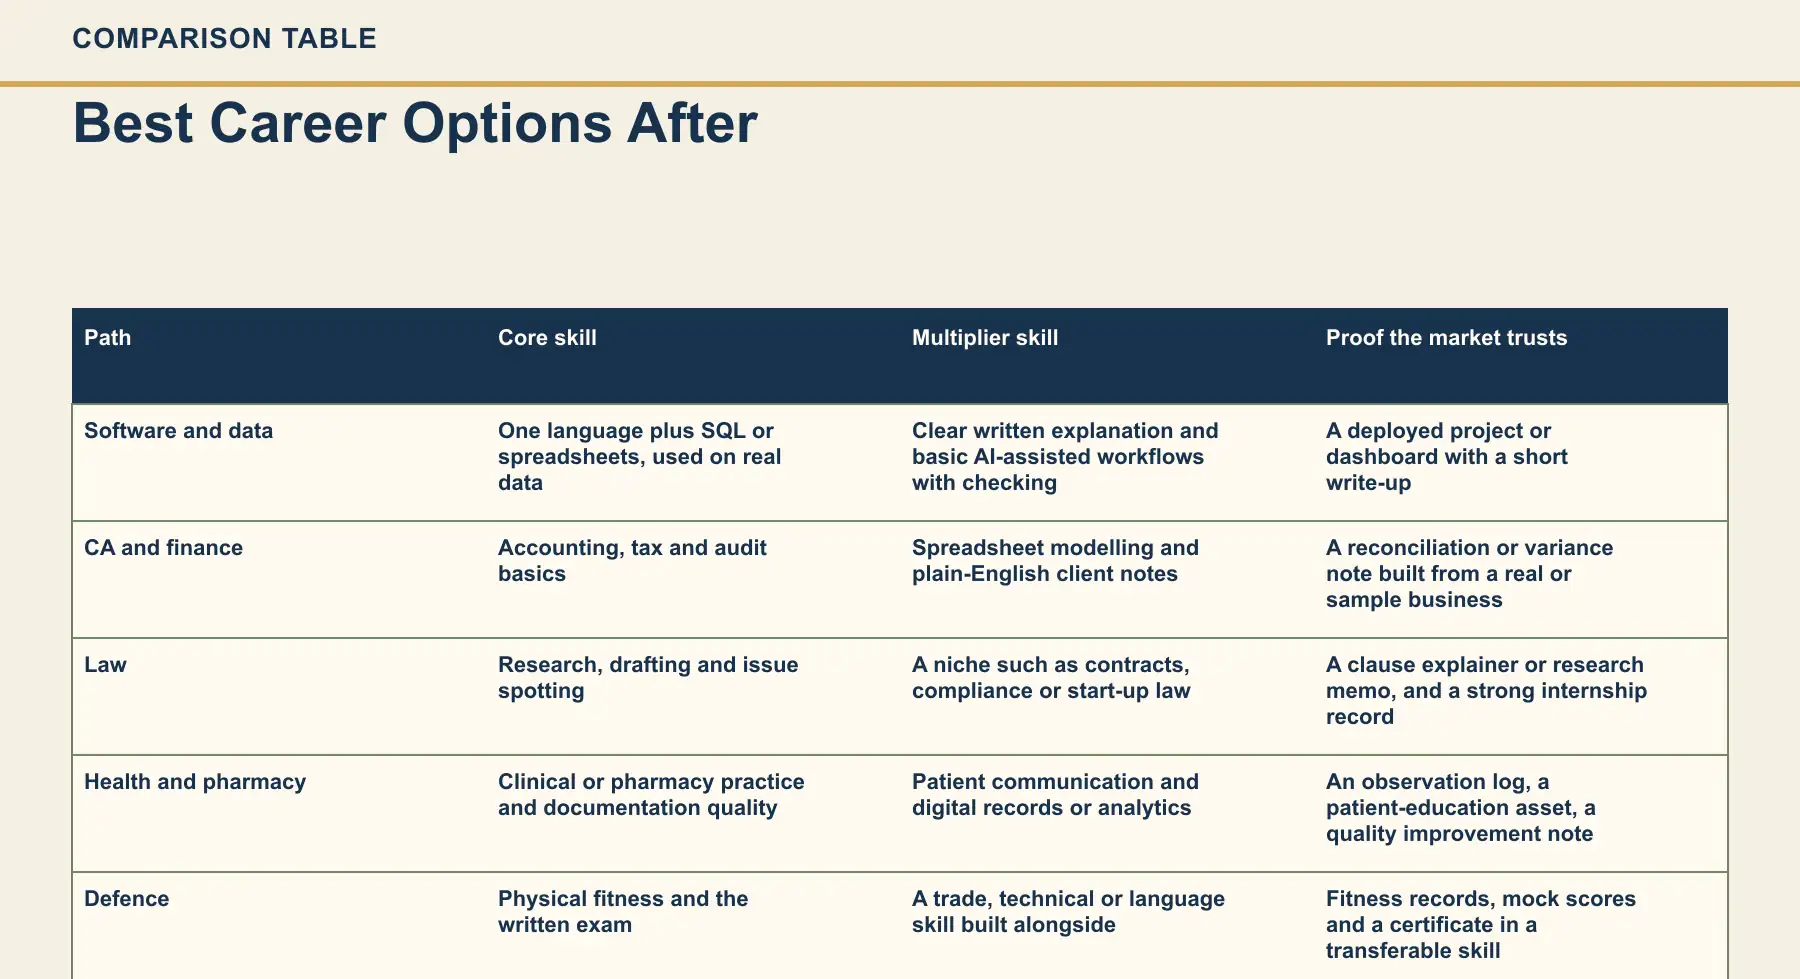 COMPARISON TABLE
Best Career Options After
Path
Core skill
Multiplier skill
Proof the market trusts
Software and data
One language plus SQL or
spreadsheets, used on real
data
Clear written explanation and
basic AI-assisted workflows
with checking
A deployed project or
dashboard with a short
write-up
CA and finance
Accounting, tax and audit
basics
Spreadsheet modelling and
plain-English client notes
A reconciliation or variance
note built from a real or
sample business
Law
Research, drafting and issue
spotting
A niche such as contracts,
compliance or start-up law
A clause explainer or research
memo, and a strong internship
record
Health and pharmacy
Clinical or pharmacy practice
and documentation quality
Patient communication and
digital records or analytics
An observation log, a
patient-education asset, a
quality improvement note
Defence
Physical fitness and the
written exam
A trade, technical or language
skill built alongside
Fitness records, mock scores
and a certificate in a
transferable skill